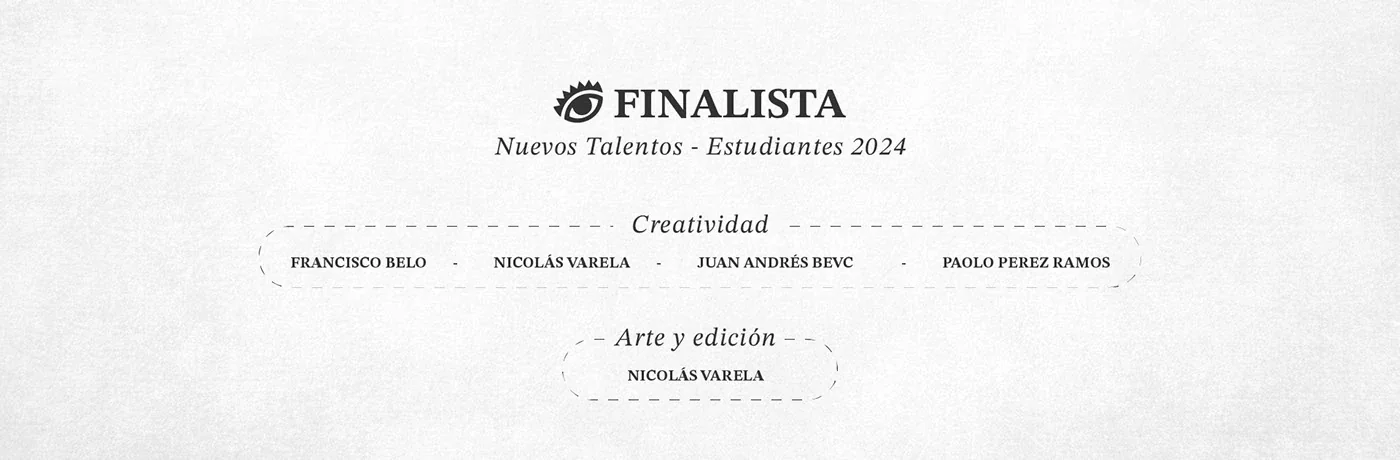 FINALISTA
Nuevos Talentos - Estudiantes 2024
Creatividad
FRANCISCO BELO - NICOLÁS VARELA - JUAN ANDRÉS BEVC - PAOLO PEREZ RAMOS
Arte y edición
NICOLÁS VARELA